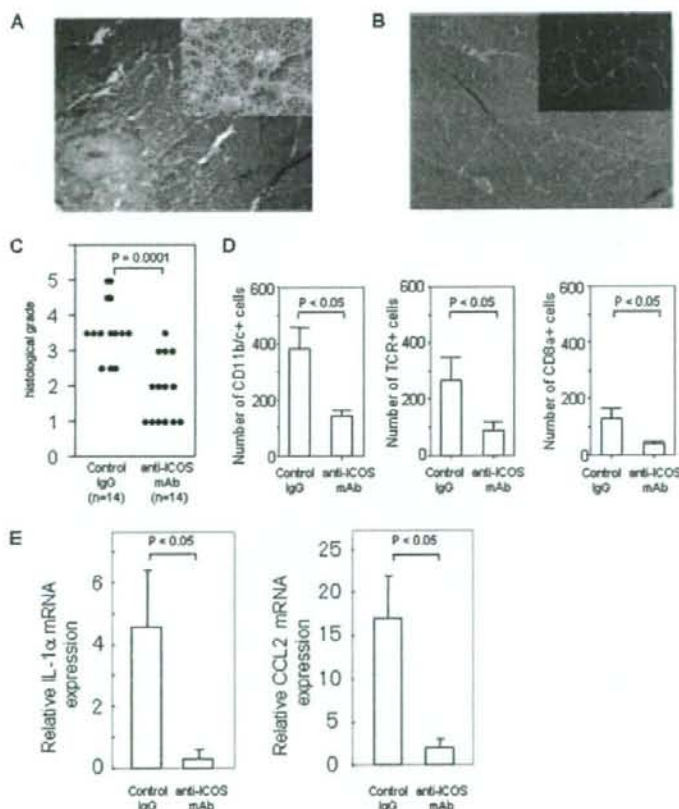 A
B
C
P = 0.0001
histological grade
5
4
3
2
1
0
Control IgG (n=14)
anti-ICOS mAb (n=14)
D
Number of CD11b/c+ cells
600
400
200
0
P < 0.05
Control IgG
anti-ICOS mAb
Number of TCR+ cells
600
400
200
0
P < 0.05
Control IgG
anti-ICOS mAb
Number of CD8a+ cells
600
400
200
0
P < 0.05
Control IgG
anti-ICOS mAb
E
Relative IL-1α mRNA expression
6
4
2
0
P < 0.05
Control IgG
anti-ICOS mAb
Relative CCL2 mRNA expression
25
20
15
10
5
0
P < 0.05
Control IgG
anti-ICOS mAb